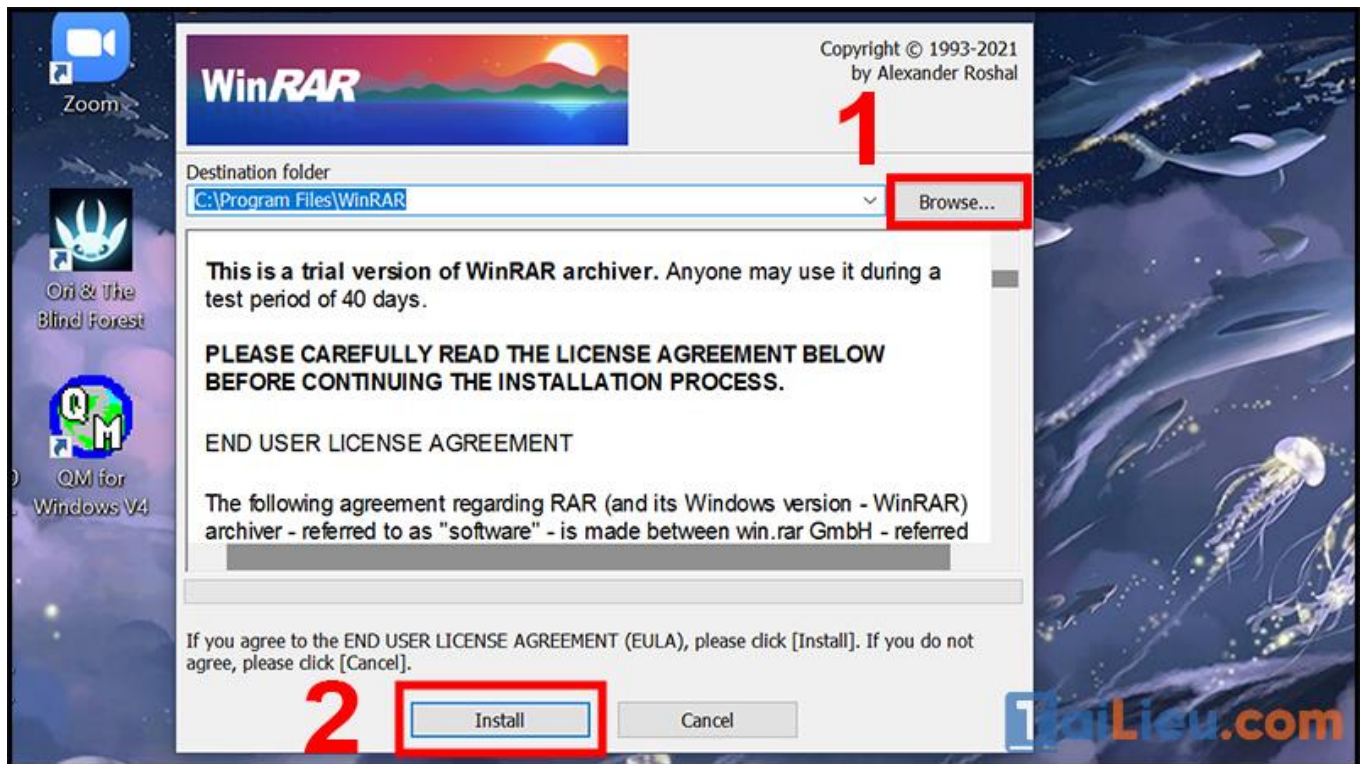 Zoom
Ori & The
Blind Forest
QM
QM for
Windows V4
WinRAR
Copyright © 1993-2021
by Alexander Roshal
1
Destination folder
C:\Program Files\WinRAR
Browse...
This is a trial version of WinRAR archiver. Anyone may use it during a
test period of 40 days.
PLEASE CAREFULLY READ THE LICENSE AGREEMENT BELOW
BEFORE CONTINUING THE INSTALLATION PROCESS.
END USER LICENSE AGREEMENT
The following agreement regarding RAR (and its Windows version - WinRAR)
archiver - referred to as "software" - is made between win.rar GmbH - referred
If you agree to the END USER LICENSE AGREEMENT (EULA), please click [Install]. If you do not
agree, please click [Cancel].
2
Install
Cancel
TaiLieu.com